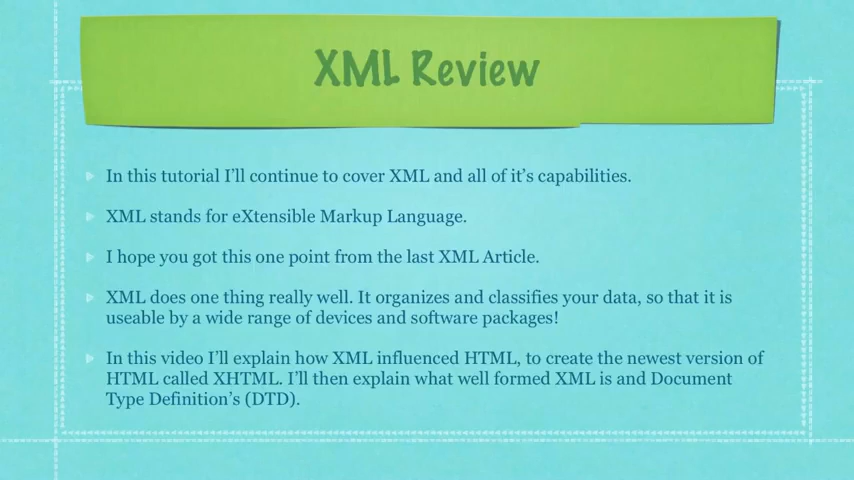 XML Review
In this tutorial I'll continue to cover XML and all of it's capabilities.
XML stands for eXtensible Markup Language.
I hope you got this one point from the last XML Article.
XML does one thing really well. It organizes and classifies your data, so that it is
useable by a wide range of devices and software packages!
In this video I'll explain how XML influenced HTML, to create the newest version of
HTML called XHTML. I'll then explain what well formed XML is and Document
Type Definition's (DTD).